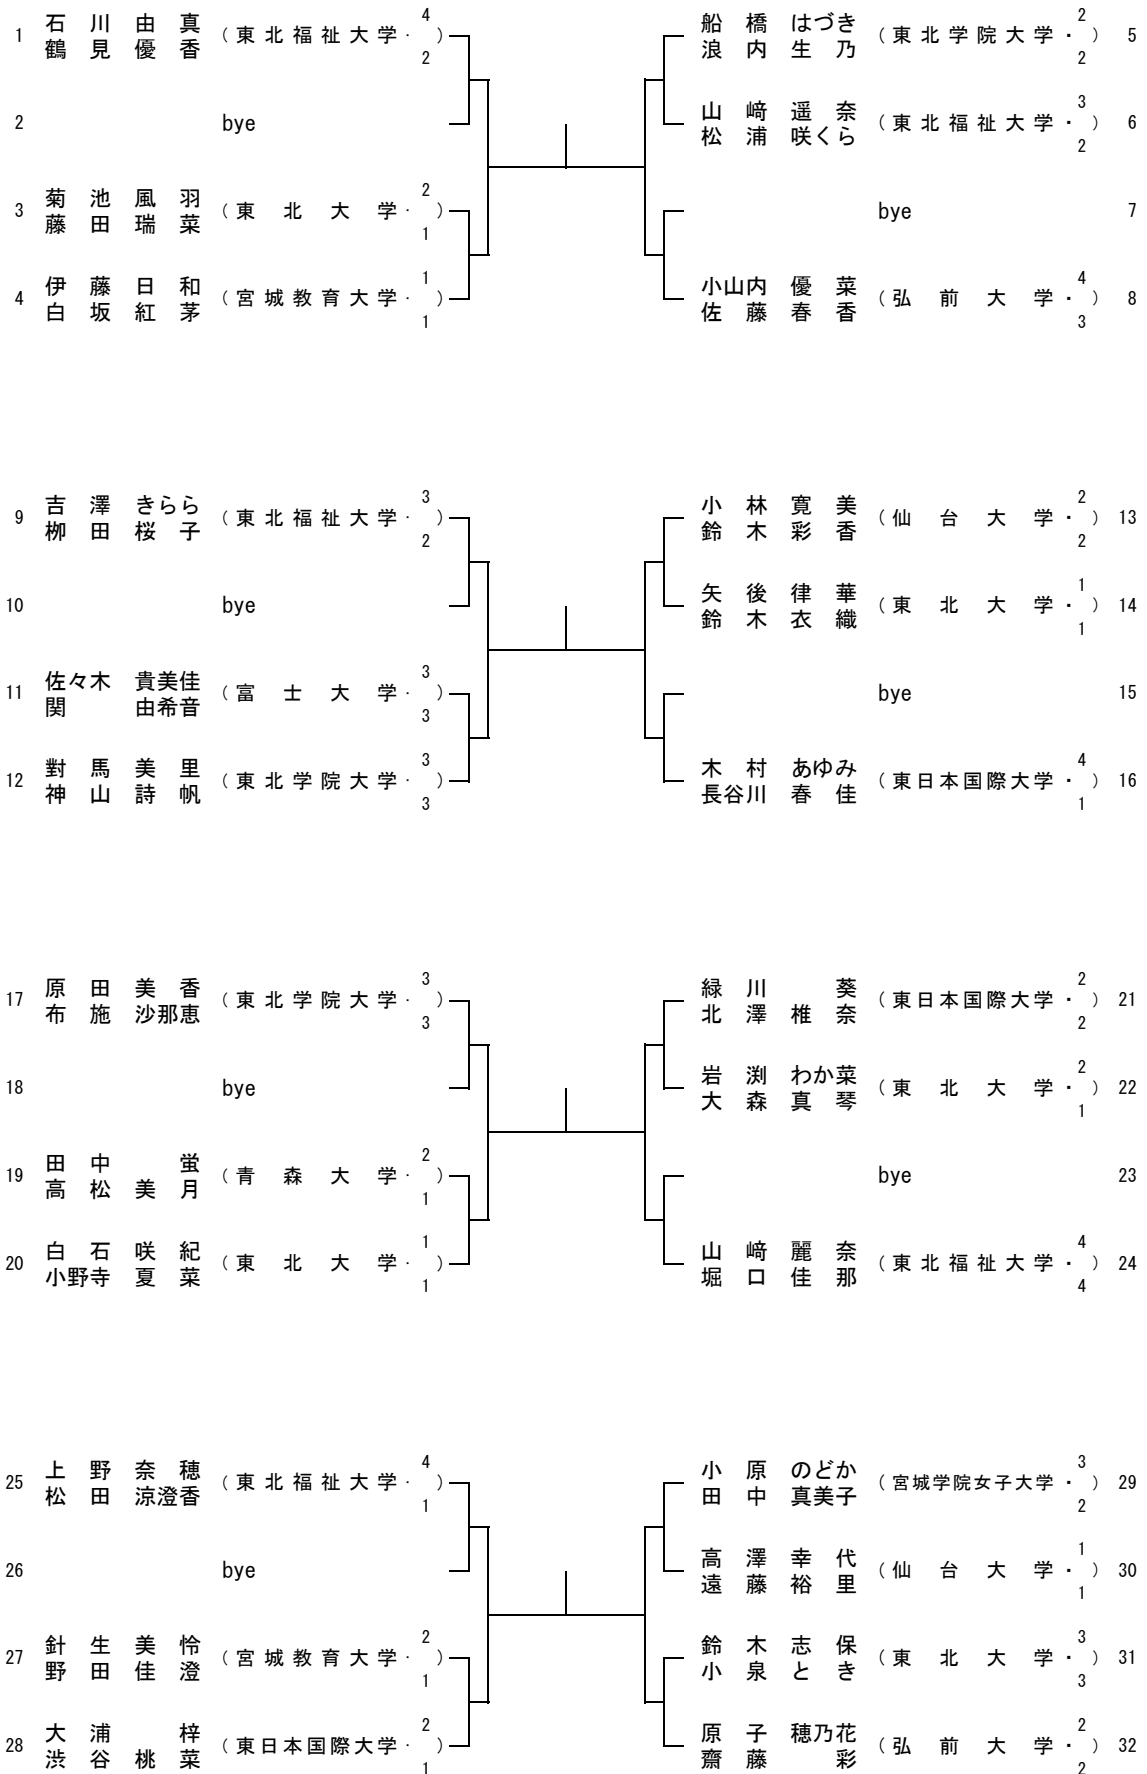 1 石川由真 鶴見優香 (東北福祉大学・4 2)
2 bye
3 菊池風羽 藤田瑞菜 (東北大学・2 1)
4 伊藤日和 白坂紅茅 (宮城教育大学・1 1)
船橋はづき 浪内生乃 (東北学院大学・2 2) 5
山﨑遥奈 松浦咲くら (東北福祉大学・3 2) 6
bye 7
小山内優菜 佐藤春香 (弘前大学・4 3) 8
9 吉澤きらら 栁田桜子 (東北福祉大学・3 2)
10 bye
11 佐々木貴美佳 関由希音 (富士大学・3 3)
12 對馬美里 神山詩帆 (東北学院大学・3 3)
小林寛美 鈴木彩香 (仙台大学・2 2) 13
矢後律華 鈴木衣織 (東北大学・1 1) 14
bye 15
木村あゆみ 長谷川春佳 (東日本国際大学・4 1) 16
17 原田美香 布施沙那恵 (東北学院大学・3 3)
18 bye
19 田中蛍 高松美月 (青森大学・2 1)
20 白石咲紀 小野寺夏菜 (東北大学・1 1)
緑川葵 北澤椎奈 (東日本国際大学・2 2) 21
岩渕わか菜 大森真琴 (東北大学・2 1) 22
bye 23
山﨑麗奈 堀口佳那 (東北福祉大学・4 4) 24
25 上野奈穂 松田涼澄香 (東北福祉大学・4 1)
26 bye
27 針生美怜 野田佳澄 (宮城教育大学・2 1)
28 大浦梓 渋谷桃菜 (東日本国際大学・2 1)
小原のどか 田中真美子 (宮城学院女子大学・3 2) 29
高澤幸代 遠藤裕里 (仙台大学・1 1) 30
鈴木志保 小泉とき (東北大学・3 3) 31
原子穂乃花 齋藤彩 (弘前大学・2 2) 32